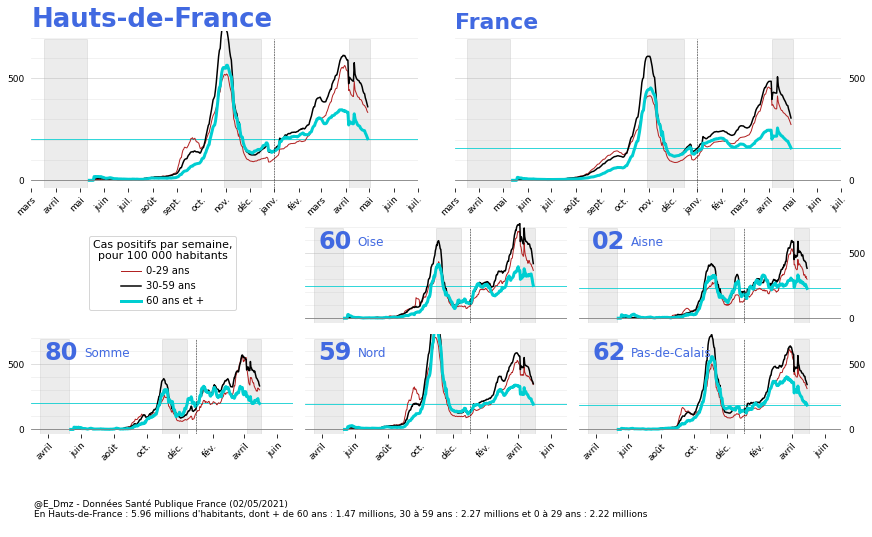 Hauts-de-France
France
500
0
500
0
mars avril mai juin juil. août sept. oct. nov. déc. janv. fév. mars avril mai juin juil.
mars avril mai juin juil. août sept. oct. nov. déc. janv. fév. mars avril mai juin juil.
Cas positifs par semaine,
pour 100 000 habitants
0-29 ans
30-59 ans
60 ans et +
60 Oise
02 Aisne
500
0
80 Somme
59 Nord
62 Pas-de-Calais
500
0
500
0
avril juin août oct. déc. fév. avril juin
avril juin août oct. déc. fév. avril juin
avril juin août oct. déc. fév. avril juin
@E_Dmz - Données Santé Publique France (02/05/2021)
En Hauts-de-France : 5.96 millions d'habitants, dont + de 60 ans : 1.47 millions, 30 à 59 ans : 2.27 millions et 0 à 29 ans : 2.22 millions